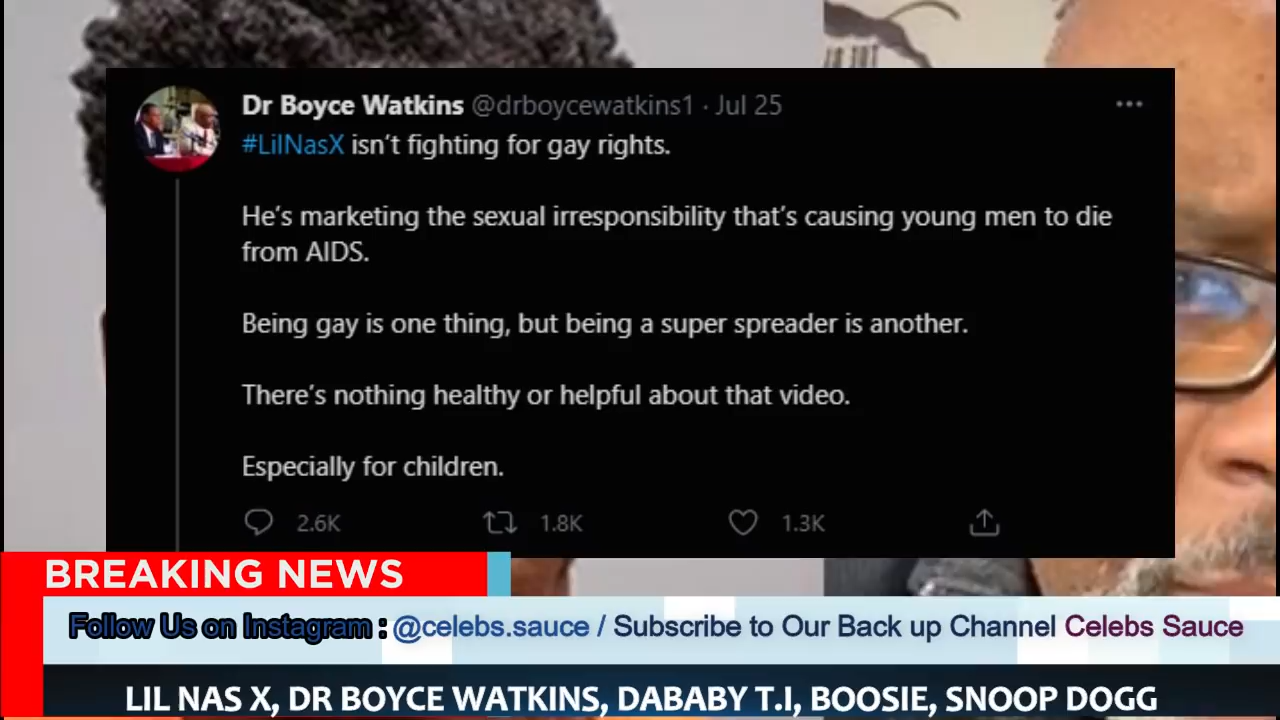 Dr Boyce Watkins @drboycewatkins1 · Jul 25
#LilNasX isn't fighting for gay rights.
He's marketing the sexual irresponsibility that's causing young men to die
from AIDS.
Being gay is one thing, but being a super spreader is another.
There's nothing healthy or helpful about that video.
Especially for children.
2.6K 1.8K 1.3K
BREAKING NEWS
Follow Us on Instagram : @celebs.sauce / Subscribe to Our Back up Channel Celebs Sauce
LIL NAS X, DR BOYCE WATKINS, DABABY T.I, BOOSIE, SNOOP DOGG